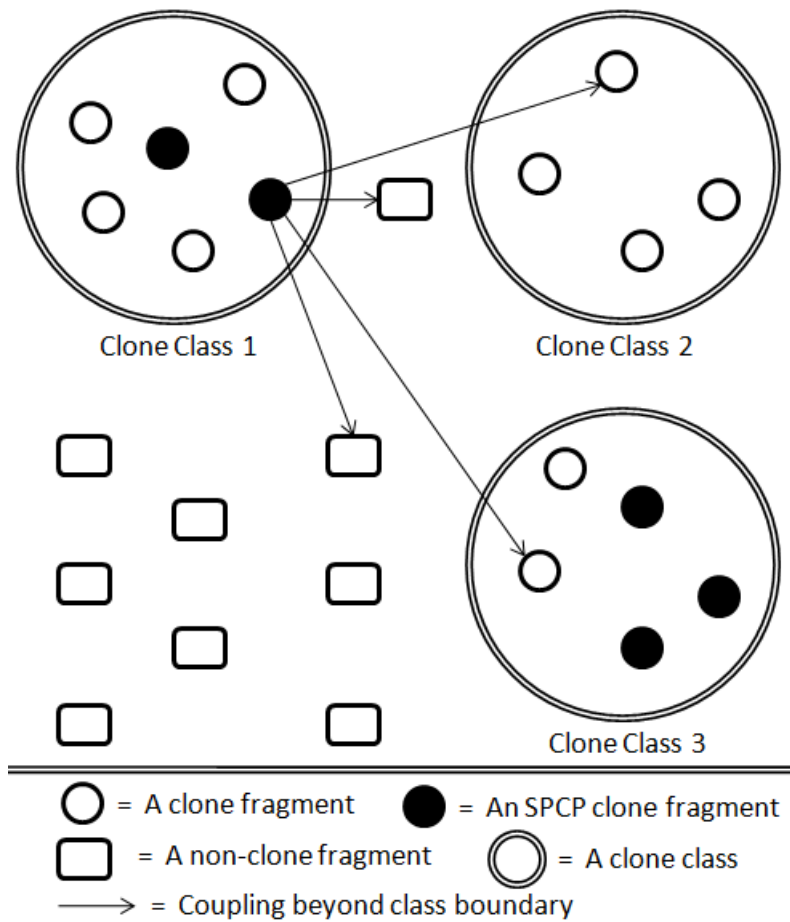 Clone Class 1
Clone Class 2
Clone Class 3
= A clone fragment
= An SPCP clone fragment
= A non-clone fragment
= A clone class
= Coupling beyond class boundary